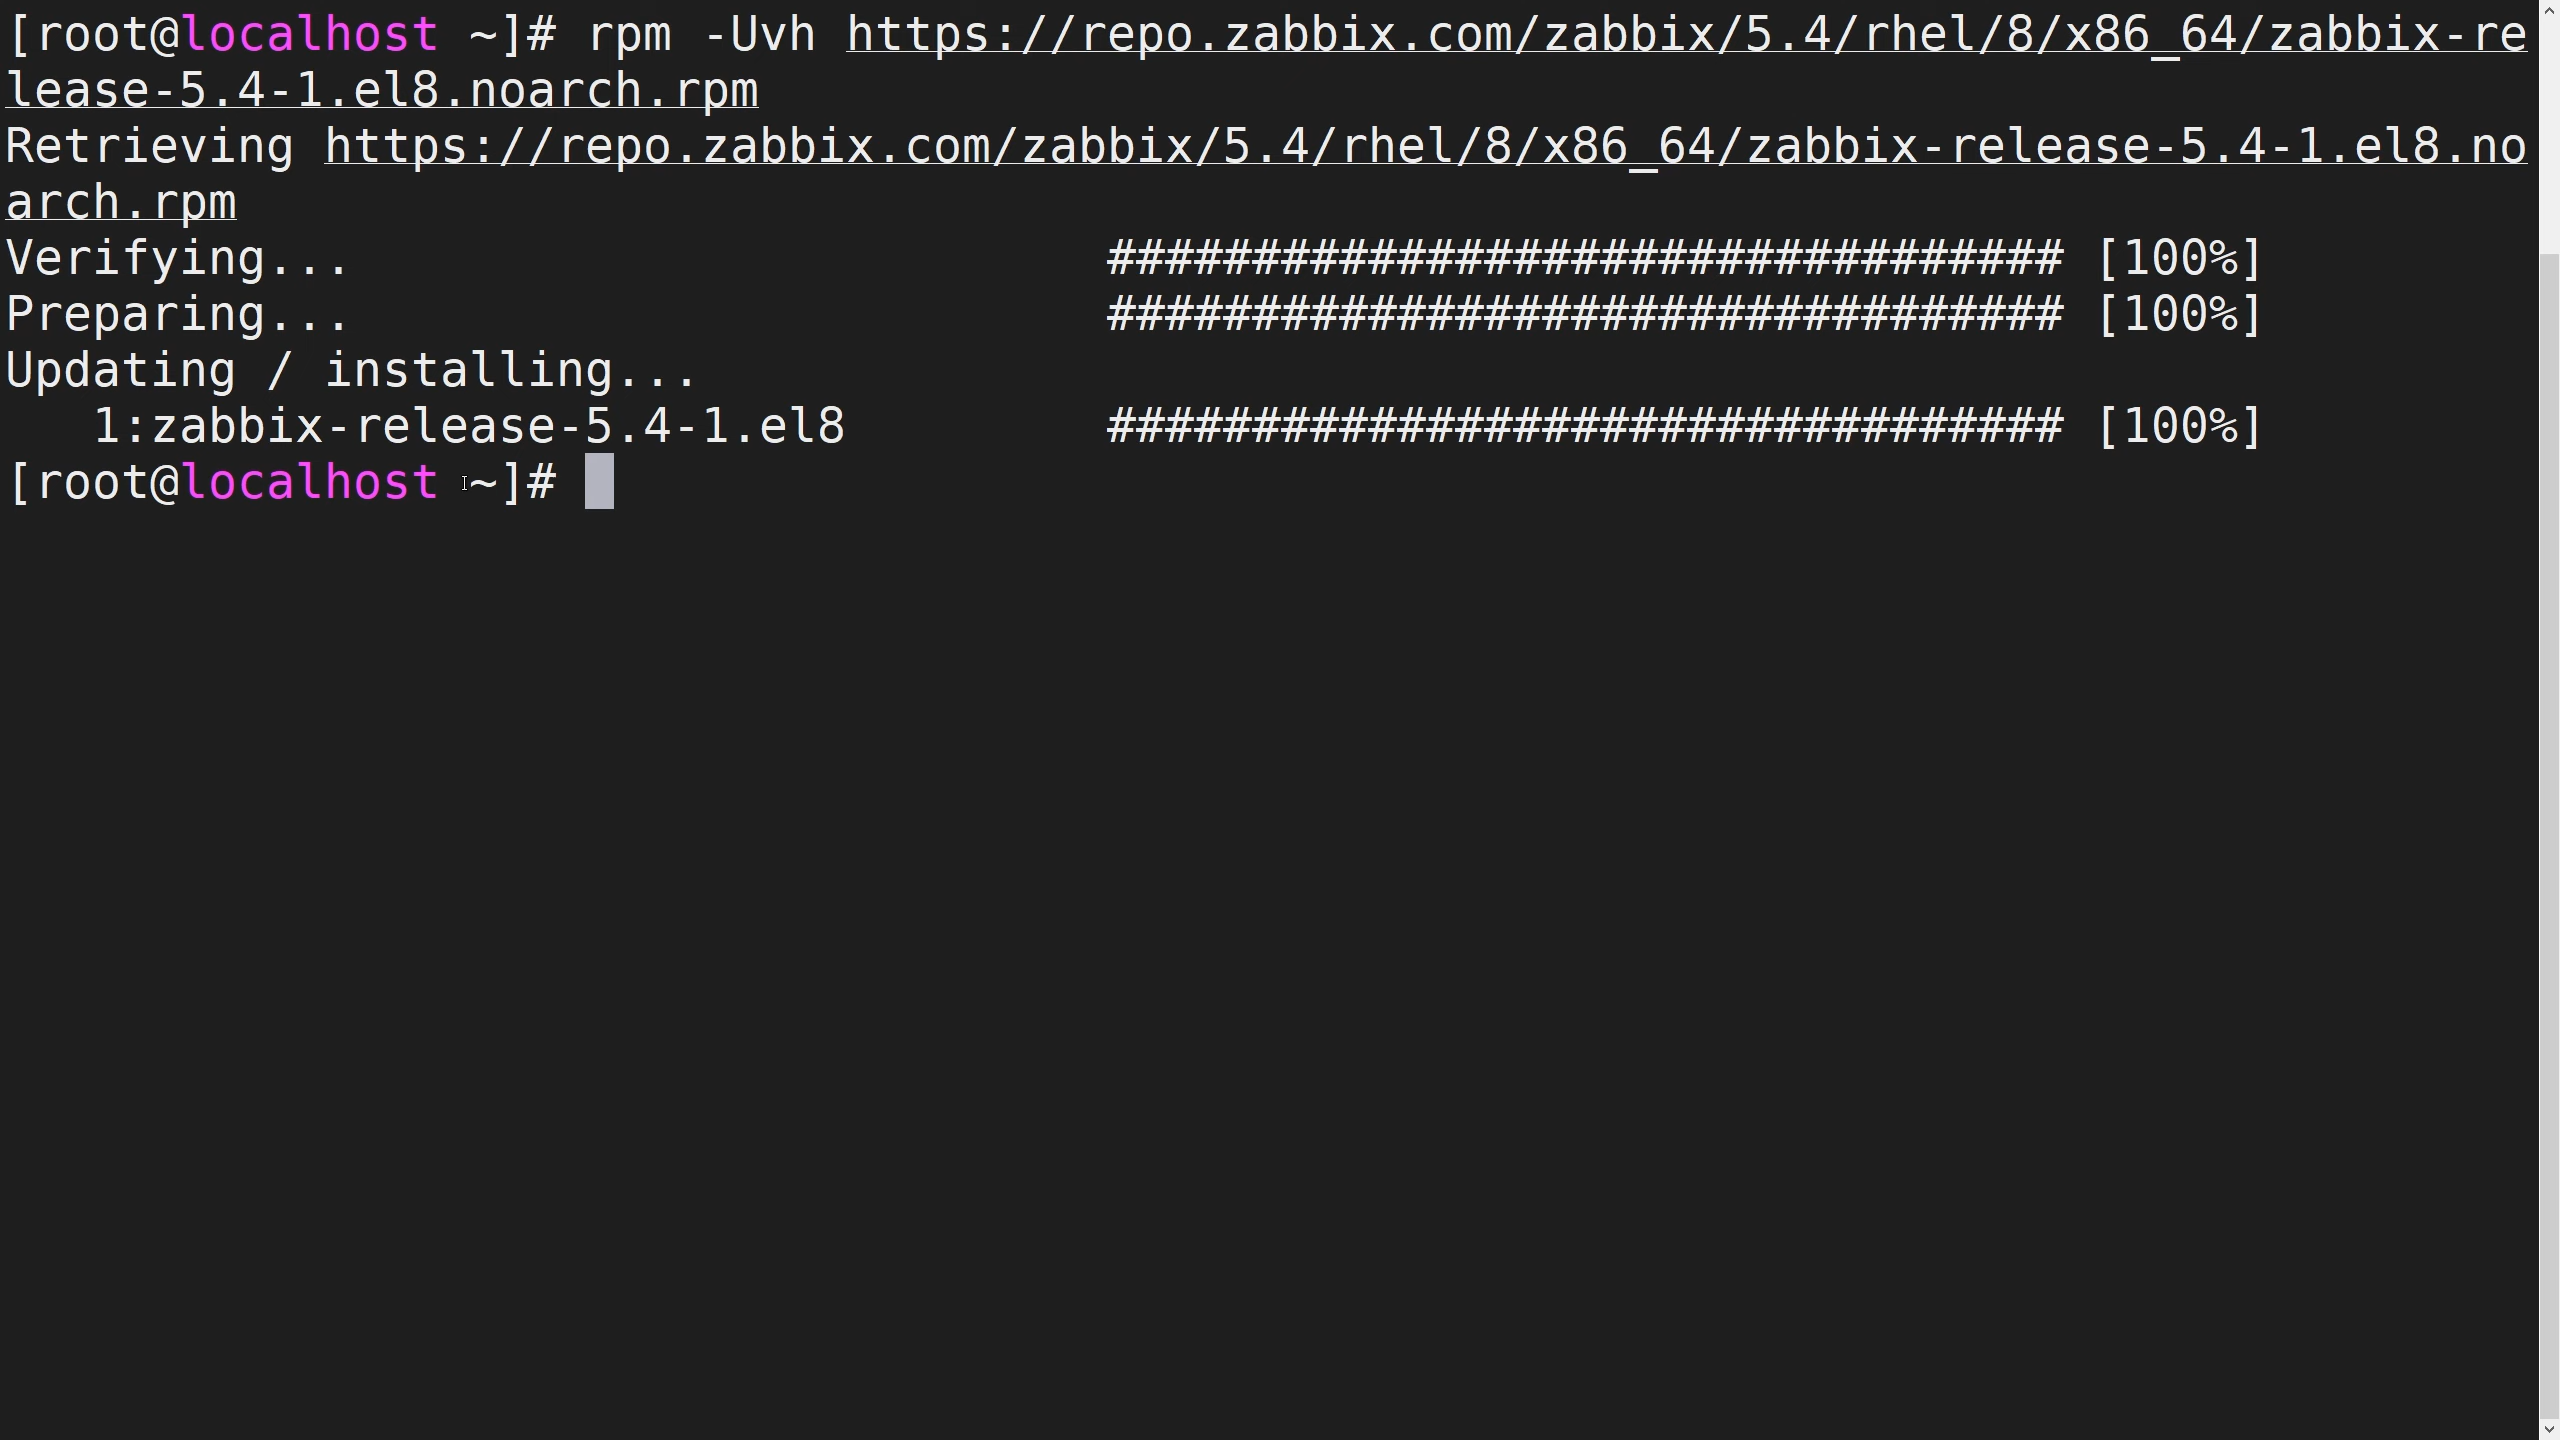 [root@localhost ~]# rpm -Uvh https://repo.zabbix.com/zabbix/5.4/rhel/8/x86_64/zabbix-re
lease-5.4-1.el8.noarch.rpm
Retrieving https://repo.zabbix.com/zabbix/5.4/rhel/8/x86_64/zabbix-release-5.4-1.el8.no
arch.rpm
Verifying...                          ################################# [100%]
Preparing...                          ################################# [100%]
Updating / installing...
   1:zabbix-release-5.4-1.el8         ################################# [100%]
[root@localhost ~]#